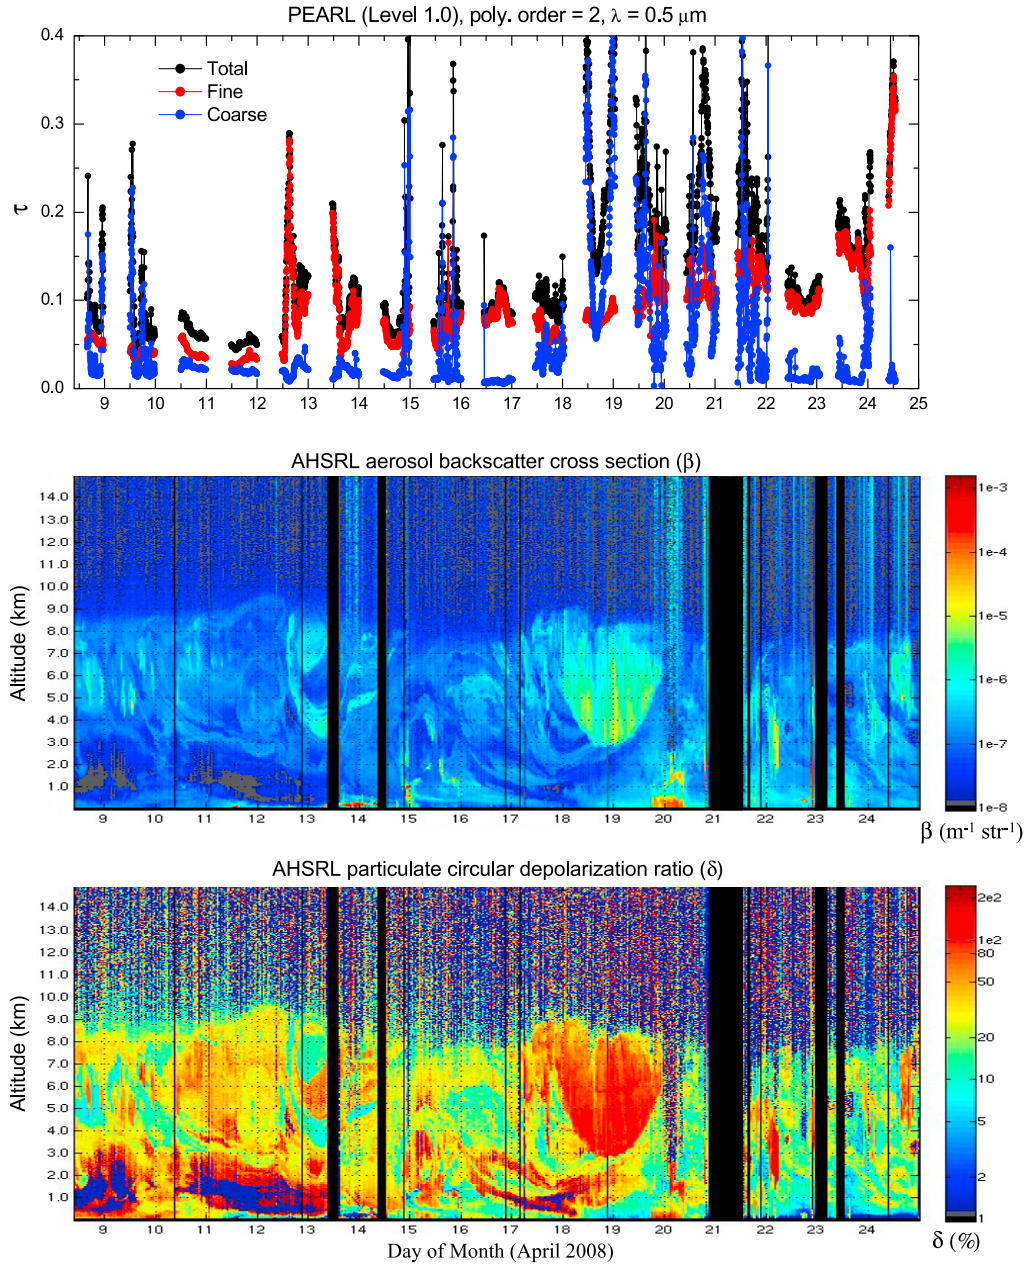 PEARL (Level 1.0), poly. order = 2, λ = 0.5 μm
0.4
0.3
0.2
0.1
0.0
τ
Total
Fine
Coarse
9 10 11 12 13 14 15 16 17 18 19 20 21 22 23 24 25
AHSRL aerosol backscatter cross section (β)
14.0
13.0
12.0
11.0
10.0
9.0
8.0
7.0
6.0
5.0
4.0
3.0
2.0
1.0
Altitude (km)
9 10 11 12 13 14 15 16 17 18 19 20 21 22 23 24
1e-3
1e-4
1e-5
1e-6
1e-7
1e-8
β (m⁻¹ str⁻¹)
AHSRL particulate circular depolarization ratio (δ)
14.0
13.0
12.0
11.0
10.0
9.0
8.0
7.0
6.0
5.0
4.0
3.0
2.0
1.0
Altitude (km)
9 10 11 12 13 14 15 16 17 18 19 20 21 22 23 24
Day of Month (April 2008)
2e2
1e2
80
50
20
10
5
2
1
δ (%)